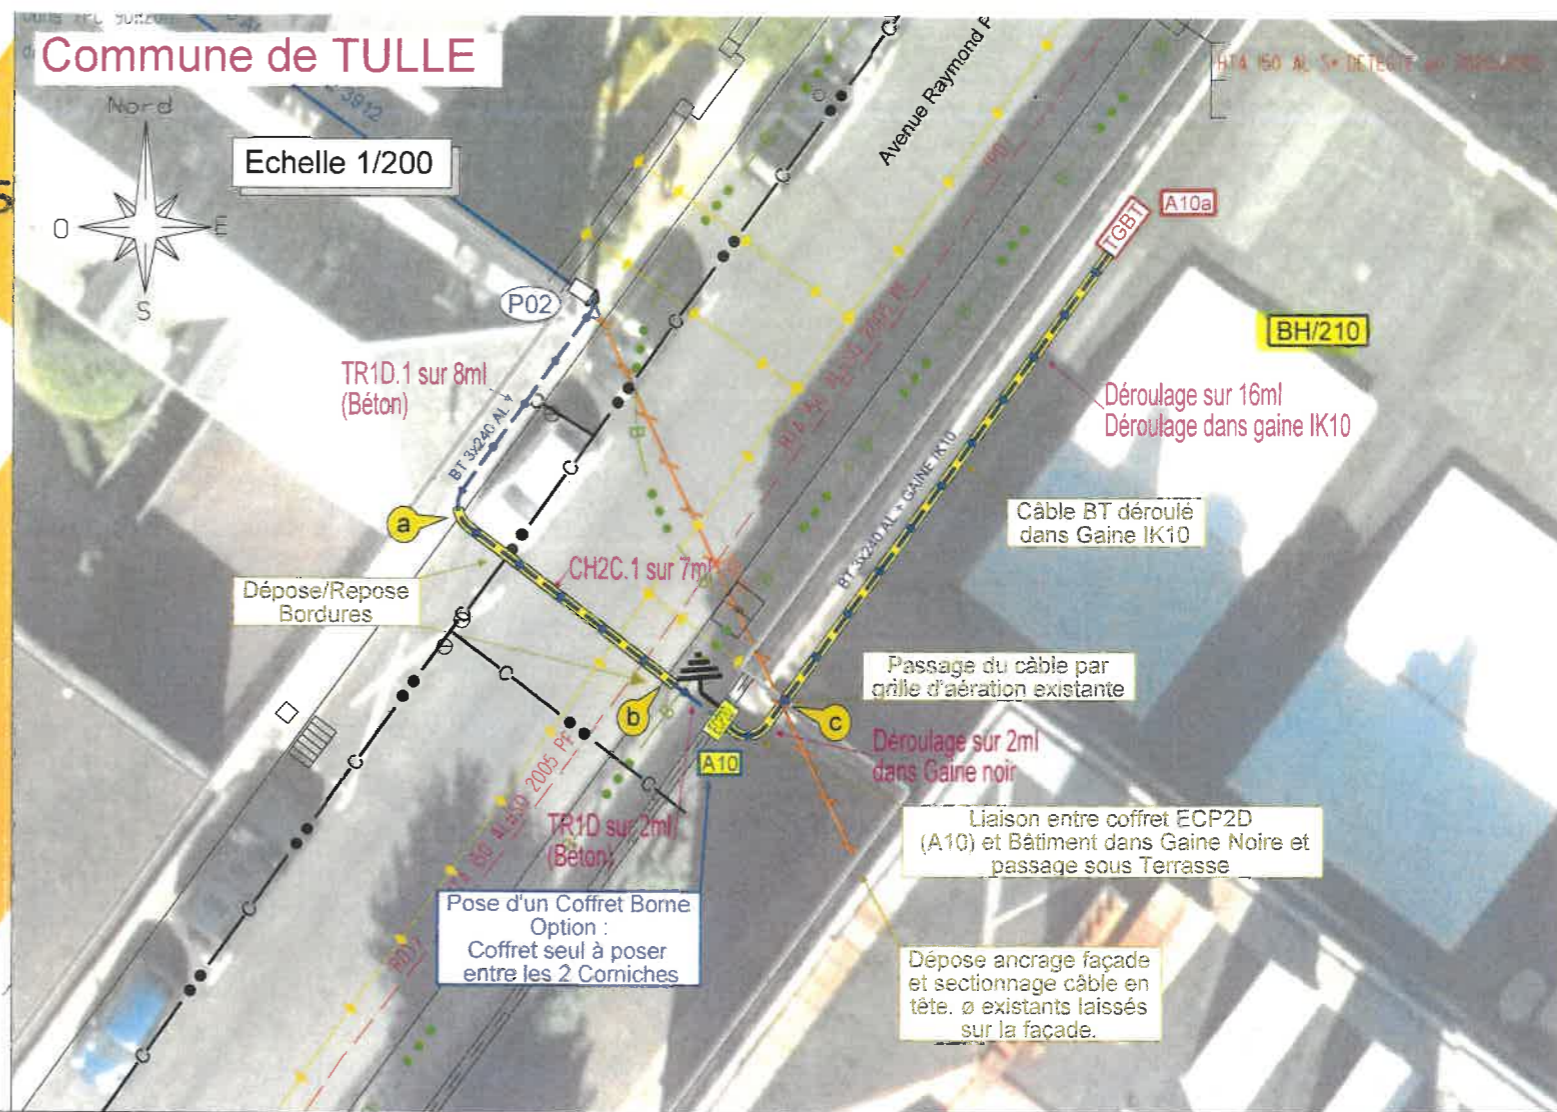 Commune de TULLE
Nord
Echelle 1/200
O
E
S
3912
Avenue Raymond P
HTA 150 AL S* DETECTE
A10a
TGBT
P02
BH/210
TR1D.1 sur 8ml
(Béton)
BT 3x240 AL
Déroulage sur 16ml
Déroulage dans gaine IK10
BT 3x240 AL + GAINE IK10
Câble BT déroulé
dans Gaine IK10
a
CH2C.1 sur 7ml
Dépose/Repose
Bordures
Passage du câble par
grille d'aération existante
b
c
A10
Déroulage sur 2ml
dans Gaine noir
TR1D sur 2ml
(Béton)
Liaison entre coffret ECP2D
(A10) et Bâtiment dans Gaine Noire et
passage sous Terrasse
Pose d'un Coffret Borne
Option :
Coffret seul à poser
entre les 2 Corniches
Dépose ancrage façade
et sectionnage câble en
tête. ø existants laissés
sur la façade.